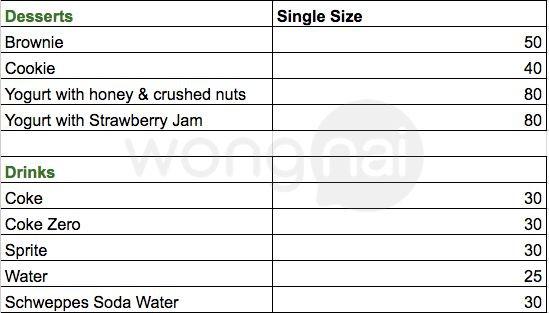 Desserts Single Size
Brownie 50
Cookie 40
Yogurt with honey & crushed nuts 80
Yogurt with Strawberry Jam 80
wongnai
Drinks
Coke 30
Coke Zero 30
Sprite 30
Water 25
Schweppes Soda Water 30